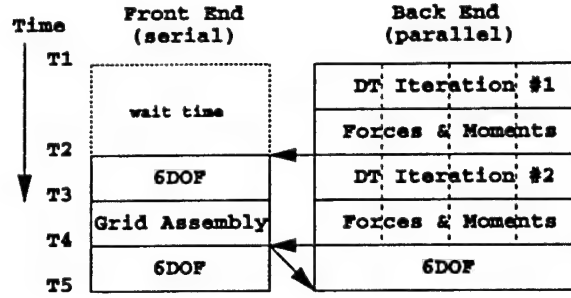 Time
Front End
(serial)
Back End
(parallel)
T1
wait time
DT Iteration #1
Forces & Moments
T2
6DOF
DT Iteration #2
T3
Grid Assembly
Forces & Moments
T4
6DOF
6DOF
T5